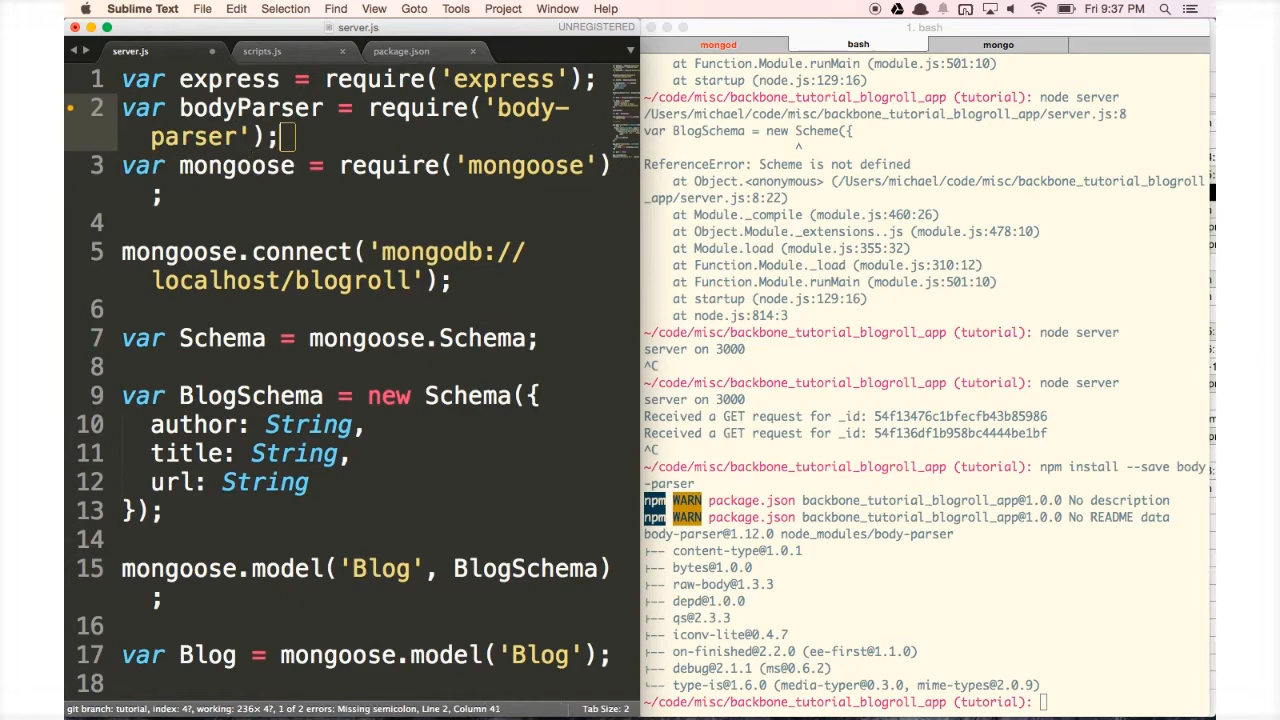 Sublime Text File Edit Selection Find View Goto Tools Project Window Help Fri 9:37 PM
server.js UNREGISTERED
server.js scripts.js package.json
1 var express = require('express');
2 var bodyParser = require('body-
parser');
3 var mongoose = require('mongoose')
;
4
5 mongoose.connect('mongodb://
localhost/blogroll');
6
7 var Schema = mongoose.Schema;
8
9 var BlogSchema = new Schema({
10 author: String,
11 title: String,
12 url: String
13 });
14
15 mongoose.model('Blog', BlogSchema)
;
16
17 var Blog = mongoose.model('Blog');
18
git branch: tutorial, index: 4?, working: 236≠ 4?, 1 of 2 errors: Missing semicolon, Line 2, Column 41 Tab Size: 2
1. bash
mongod bash mongo
at Function.Module.runMain (module.js:501:10)
at startup (node.js:129:16)
~/code/misc/backbone_tutorial_blogroll_app (tutorial): node server
/Users/michael/code/misc/backbone_tutorial_blogroll_app/server.js:8
var BlogSchema = new Scheme({
^
ReferenceError: Scheme is not defined
at Object.<anonymous> (/Users/michael/code/misc/backbone_tutorial_blogroll
_app/server.js:8:22)
at Module._compile (module.js:460:26)
at Object.Module._extensions..js (module.js:478:10)
at Module.load (module.js:355:32)
at Function.Module._load (module.js:310:12)
at Function.Module.runMain (module.js:501:10)
at startup (node.js:129:16)
at node.js:814:3
~/code/misc/backbone_tutorial_blogroll_app (tutorial): node server
server on 3000
^C
~/code/misc/backbone_tutorial_blogroll_app (tutorial): node server
server on 3000
Received a GET request for _id: 54f13476c1bfecfb43b85986
Received a GET request for _id: 54f136df1b958bc4444be1bf
^C
~/code/misc/backbone_tutorial_blogroll_app (tutorial): npm install --save body
-parser
npm WARN package.json backbone_tutorial_blogroll_app@1.0.0 No description
npm WARN package.json backbone_tutorial_blogroll_app@1.0.0 No README data
body-parser@1.12.0 node_modules/body-parser
├── content-type@1.0.1
├── bytes@1.0.0
├── raw-body@1.3.3
├── depd@1.0.0
├── qs@2.3.3
├── iconv-lite@0.4.7
├── on-finished@2.2.0 (ee-first@1.1.0)
├── debug@2.1.1 (ms@0.6.2)
└── type-is@1.6.0 (media-typer@0.3.0, mime-types@2.0.9)
~/code/misc/backbone_tutorial_blogroll_app (tutorial):